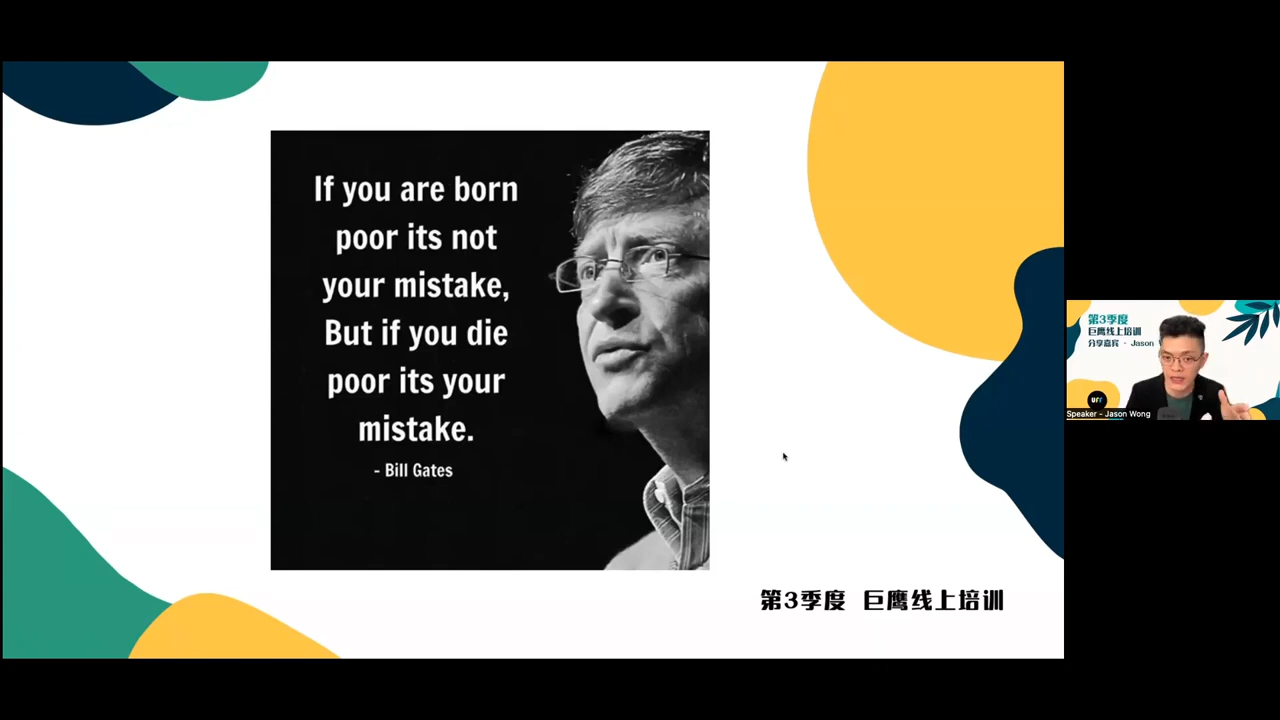 If you are born
poor its not
your mistake,
But if you die
poor its your
mistake.
- Bill Gates
第3季度 巨鹰线上培训
第3季度
巨鹰线上培训
分享嘉宾 - Jason
UFF
Speaker - Jason Wong